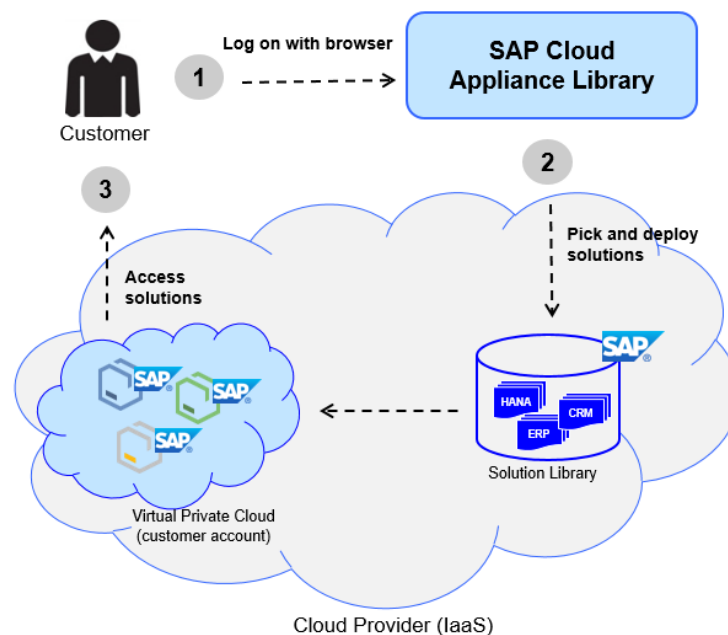 Log on with browser
1
SAP Cloud
Appliance Library
Customer
3
2
Pick and deploy
solutions
Access
solutions
SAP®
SAP®
SAP®
SAP®
HANA
CRM
ERP
Solution Library
Virtual Private Cloud
(customer account)
Cloud Provider (IaaS)